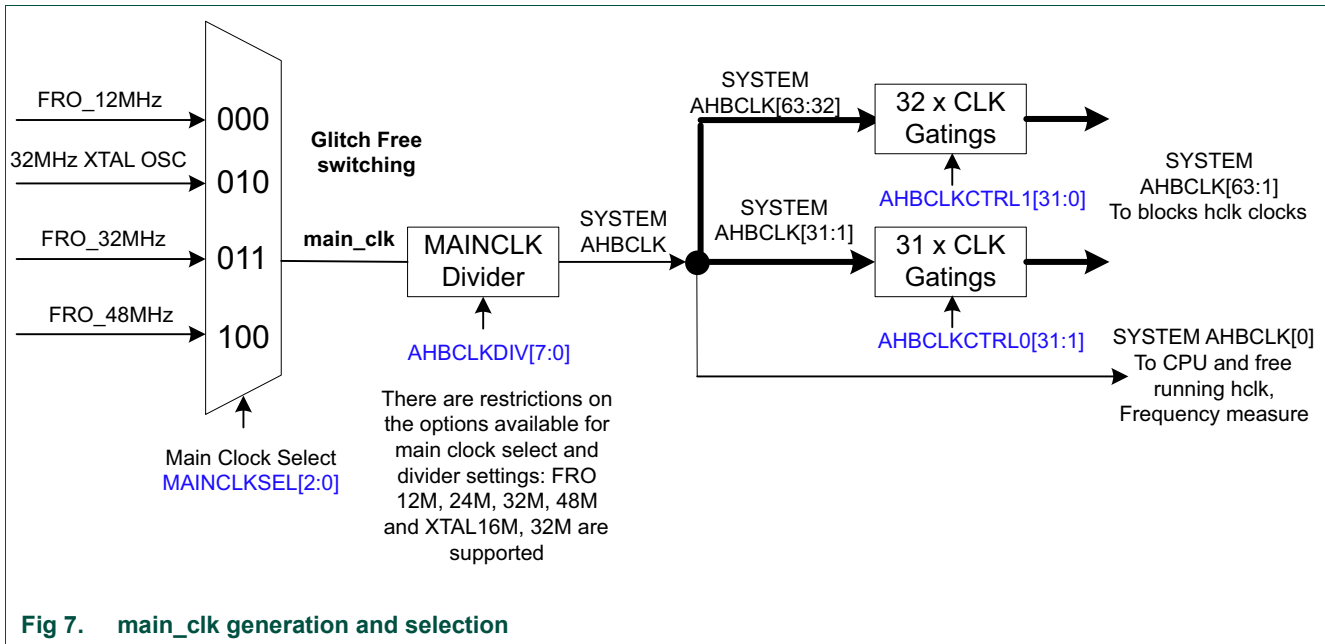 FRO_12MHz
000
32MHz XTAL OSC
010
FRO_32MHz
011
FRO_48MHz
100
Main Clock Select
MAINCLKSEL[2:0]
Glitch Free
switching
main_clk
MAINCLK
Divider
AHBCLKDIV[7:0]
There are restrictions on
the options available for
main clock select and
divider settings: FRO
12M, 24M, 32M, 48M
and XTAL16M, 32M are
supported
SYSTEM
AHBCLK
SYSTEM
AHBCLK[63:32]
32 x CLK
Gatings
AHBCLKCTRL1[31:0]
SYSTEM
AHBCLK[31:1]
31 x CLK
Gatings
AHBCLKCTRL0[31:1]
SYSTEM
AHBCLK[63:1]
To blocks hclk clocks
SYSTEM AHBCLK[0]
To CPU and free
running hclk,
Frequency measure
Fig 7. main_clk generation and selection